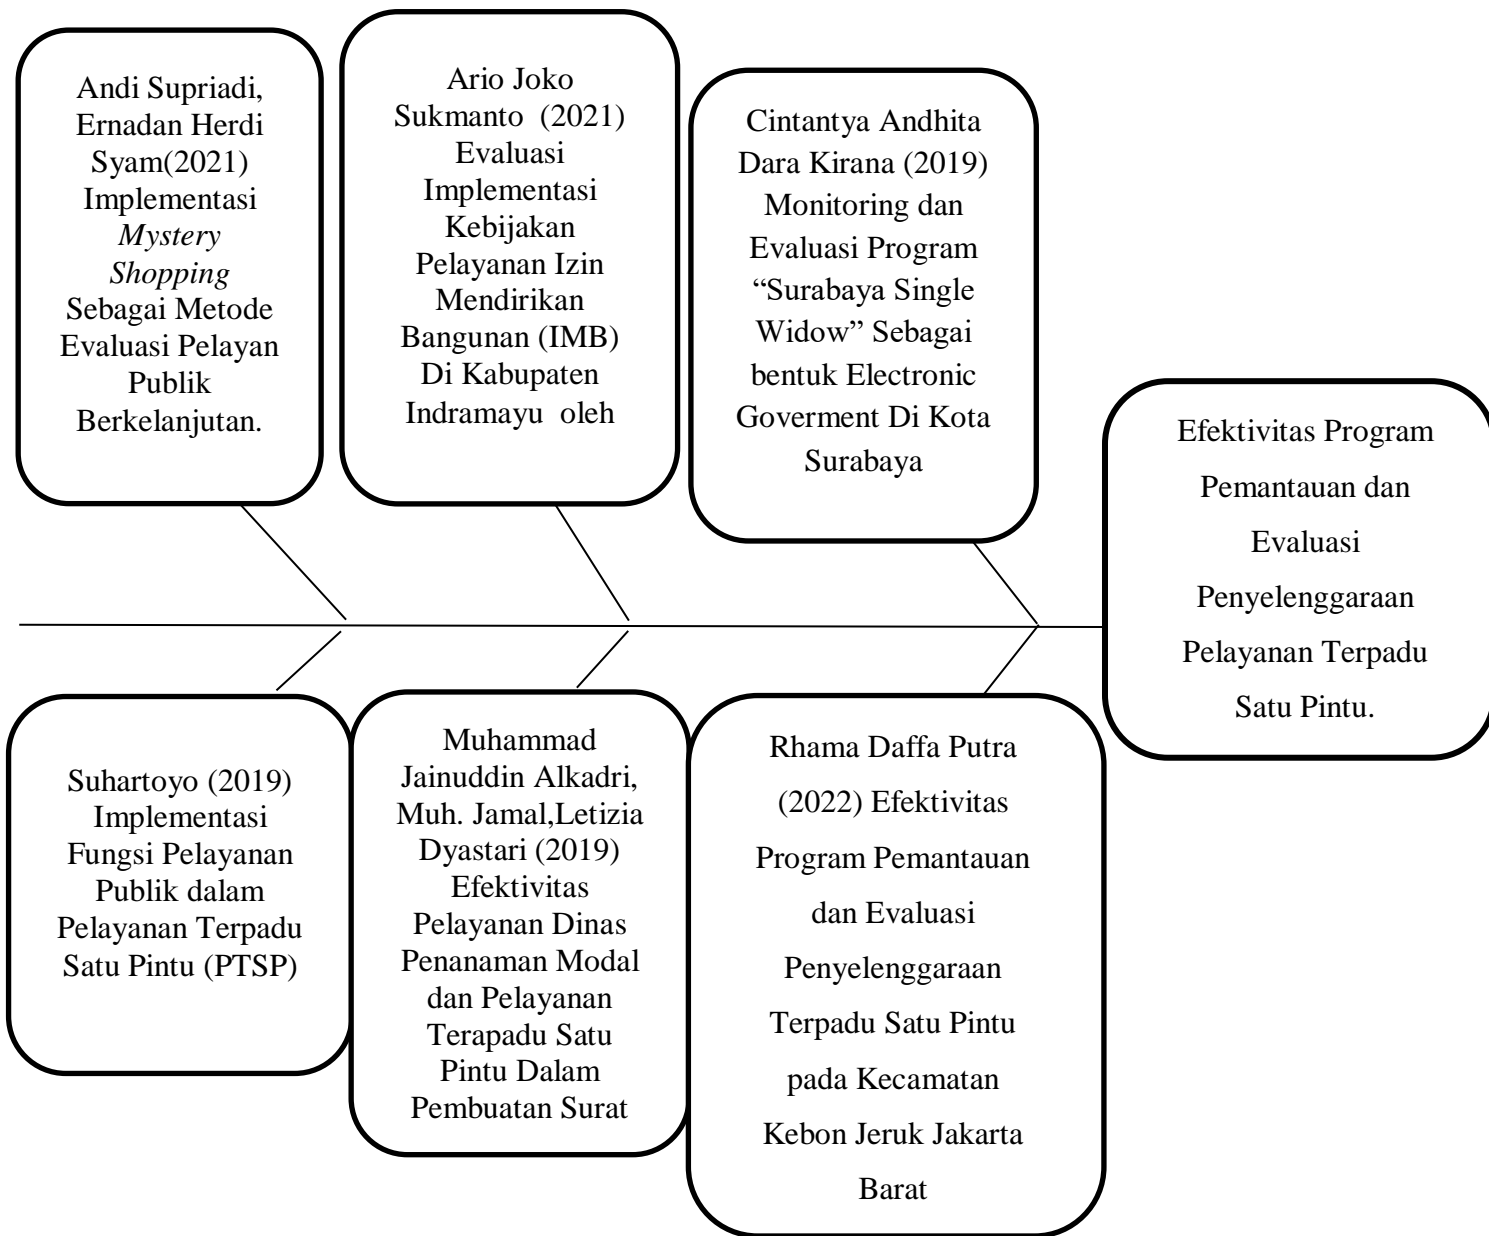 Andi Supriadi,
Ernadan Herdi
Syam(2021)
Implementasi
Mystery
Shopping
Sebagai Metode
Evaluasi Pelayan
Publik
Berkelanjutan.
Ario Joko
Sukmanto (2021)
Evaluasi
Implementasi
Kebijakan
Pelayanan Izin
Mendirikan
Bangunan (IMB)
Di Kabupaten
Indramayu oleh
Cintantya Andhita
Dara Kirana (2019)
Monitoring dan
Evaluasi Program
“Surabaya Single
Widow” Sebagai
bentuk Electronic
Goverment Di Kota
Surabaya
Efektivitas Program
Pemantauan dan
Evaluasi
Penyelenggaraan
Pelayanan Terpadu
Satu Pintu.
Suhartoyo (2019)
Implementasi
Fungsi Pelayanan
Publik dalam
Pelayanan Terpadu
Satu Pintu (PTSP)
Muhammad
Jainuddin Alkadri,
Muh. Jamal,Letizia
Dyastari (2019)
Efektivitas
Pelayanan Dinas
Penanaman Modal
dan Pelayanan
Terapadu Satu
Pintu Dalam
Pembuatan Surat
Rhama Daffa Putra
(2022) Efektivitas
Program Pemantauan
dan Evaluasi
Penyelenggaraan
Terpadu Satu Pintu
pada Kecamatan
Kebon Jeruk Jakarta
Barat